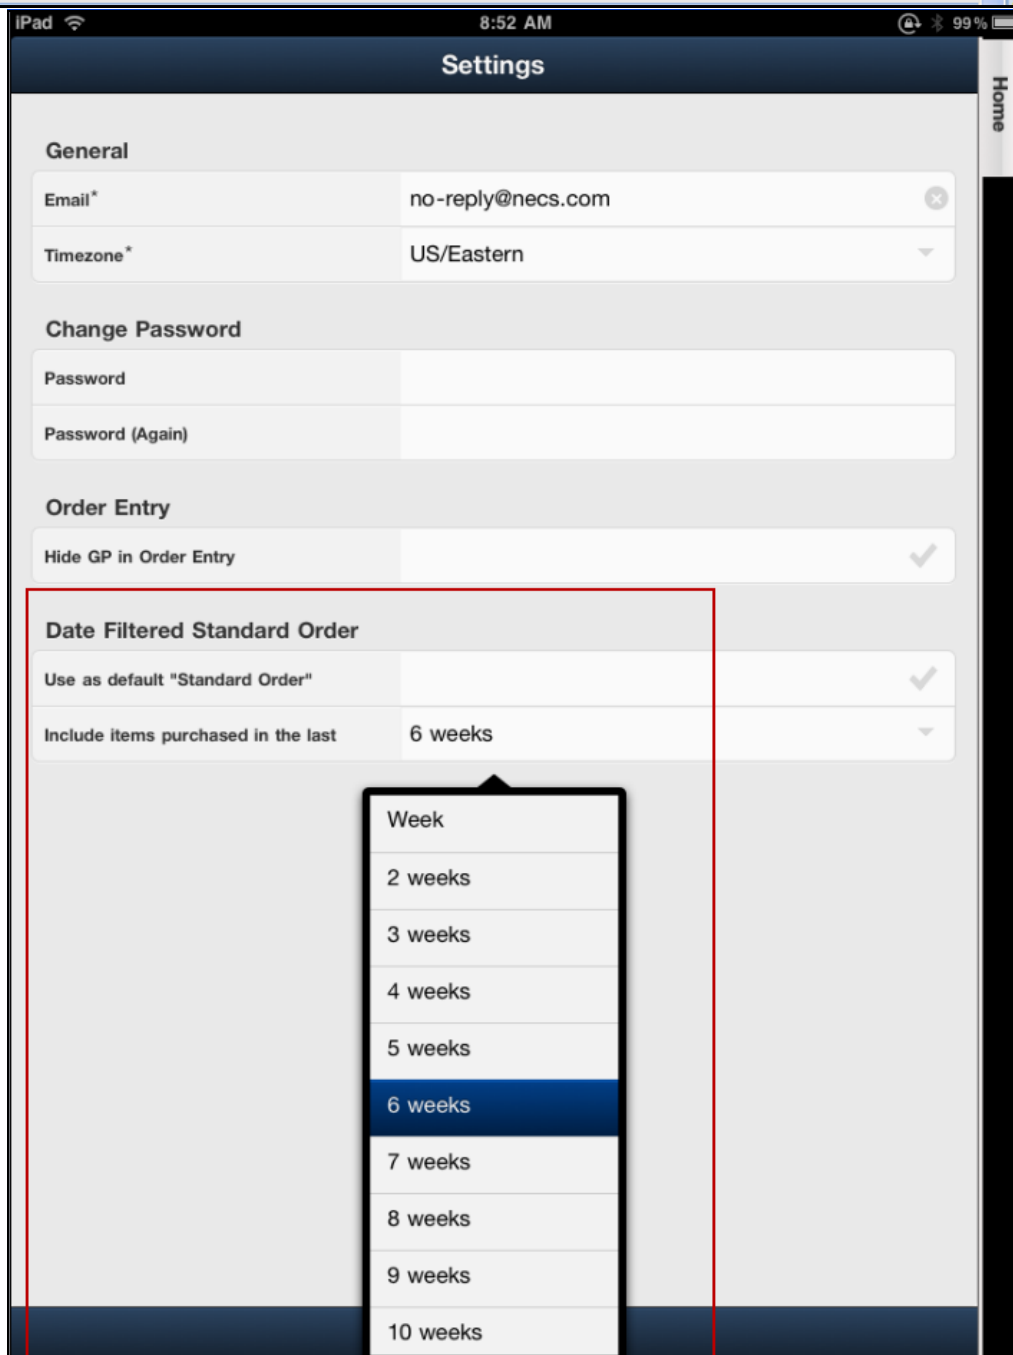 iPad 8:52 AM 99%
Settings
Home
General
Email* no-reply@necs.com
Timezone* US/Eastern
Change Password
Password
Password (Again)
Order Entry
Hide GP in Order Entry
Date Filtered Standard Order
Use as default "Standard Order"
Include items purchased in the last 6 weeks
Week
2 weeks
3 weeks
4 weeks
5 weeks
6 weeks
7 weeks
8 weeks
9 weeks
10 weeks